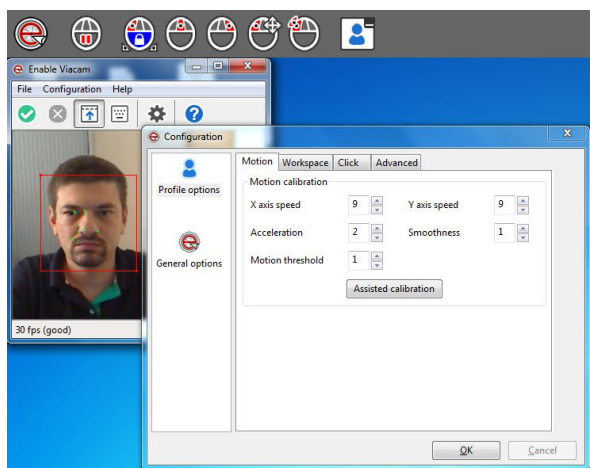 Enable Viacam
File Configuration Help
Configuration
X
Profile options
General options
Motion Workspace Click Advanced
Motion calibration
X axis speed 9 Y axis speed 9
Acceleration 2 Smoothness 1
Motion threshold 1
Assisted calibration
30 fps (good)
OK Cancel